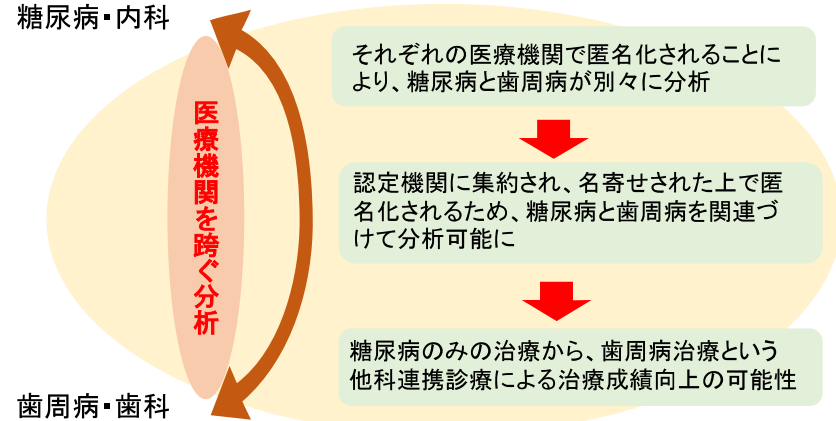 糖尿病・内科
それぞれの医療機関で匿名化されることに
より、糖尿病と歯周病が別々に分析
医療機関を跨ぐ分析
認定機関に集約され、名寄せされた上で匿
名化されるため、糖尿病と歯周病を関連づ
けて分析可能に
糖尿病のみの治療から、歯周病治療という
他科連携診療による治療成績向上の可能性
歯周病・歯科